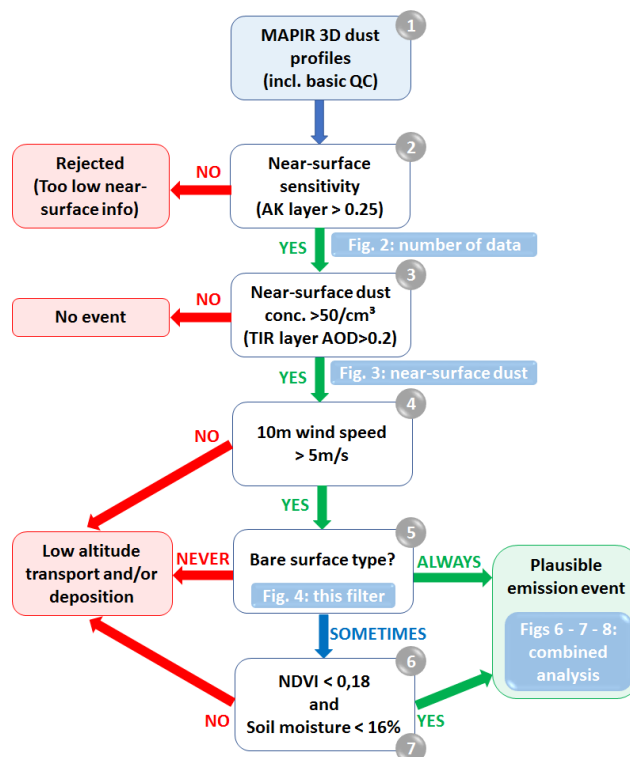 1
MAPIR 3D dust
profiles
(incl. basic QC)
2
Rejected
(Too low near-
surface info)
NO
Near-surface
sensitivity
(AK layer > 0.25)
YES
Fig. 2: number of data
3
No event
NO
Near-surface dust
conc. >50/cm³
(TIR layer AOD>0.2)
YES
Fig. 3: near-surface dust
4
NO
10m wind speed
> 5m/s
YES
5
Low altitude
transport and/or
deposition
NEVER
Bare surface type?
Fig. 4: this filter
ALWAYS
Plausible
emission event
Figs 6 - 7 - 8:
combined
analysis
SOMETIMES
6
NO
NDVI < 0,18
and
Soil moisture < 16%
YES
7